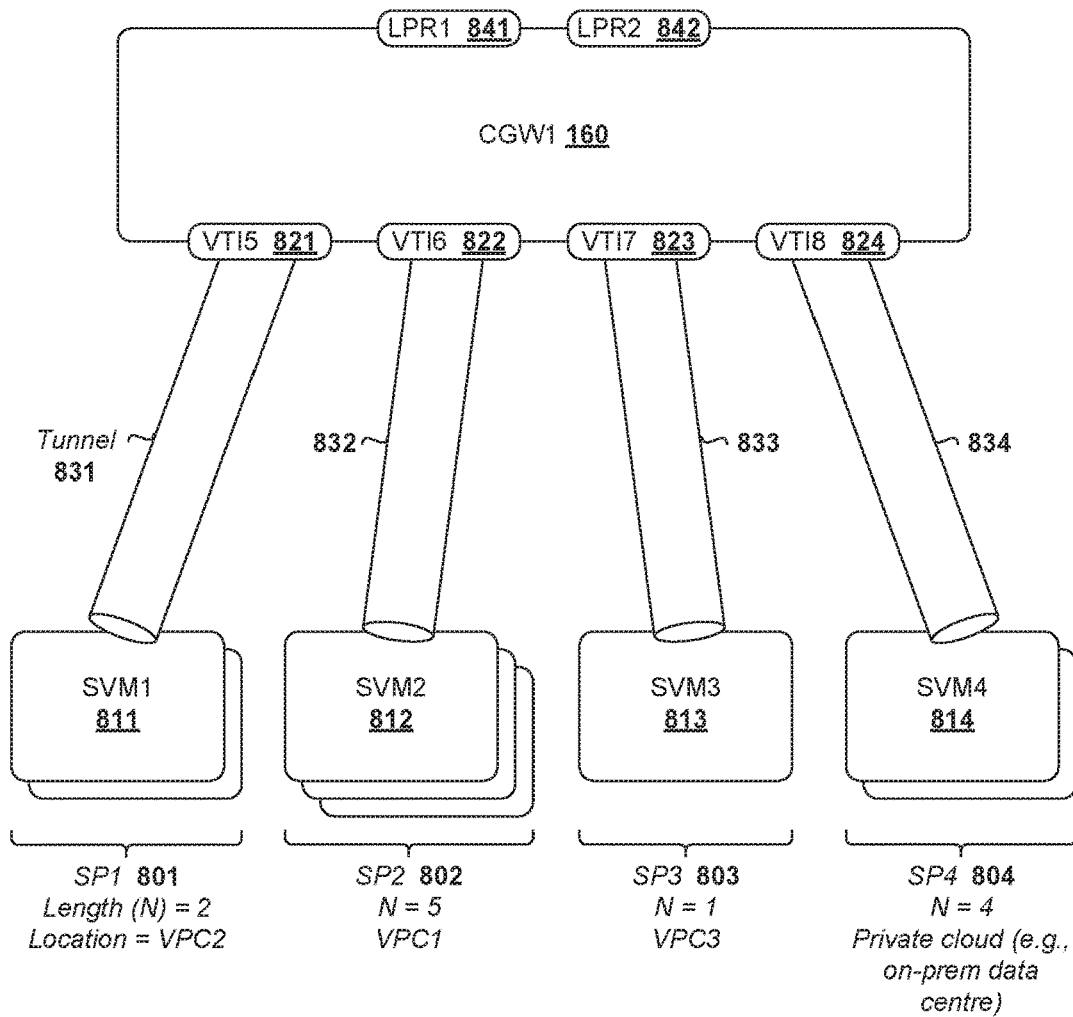 LPR1 841 LPR2 842
CGW1 160
VTI5 821 VTI6 822 VTI7 823 VTI8 824
Tunnel
831
832
833
834
SVM1
811
SVM2
812
SVM3
813
SVM4
814
SP1 801
Length (N) = 2
Location = VPC2
SP2 802
N = 5
VPC1
SP3 803
N = 1
VPC3
SP4 804
N = 4
Private cloud (e.g.,
on-prem data
centre)